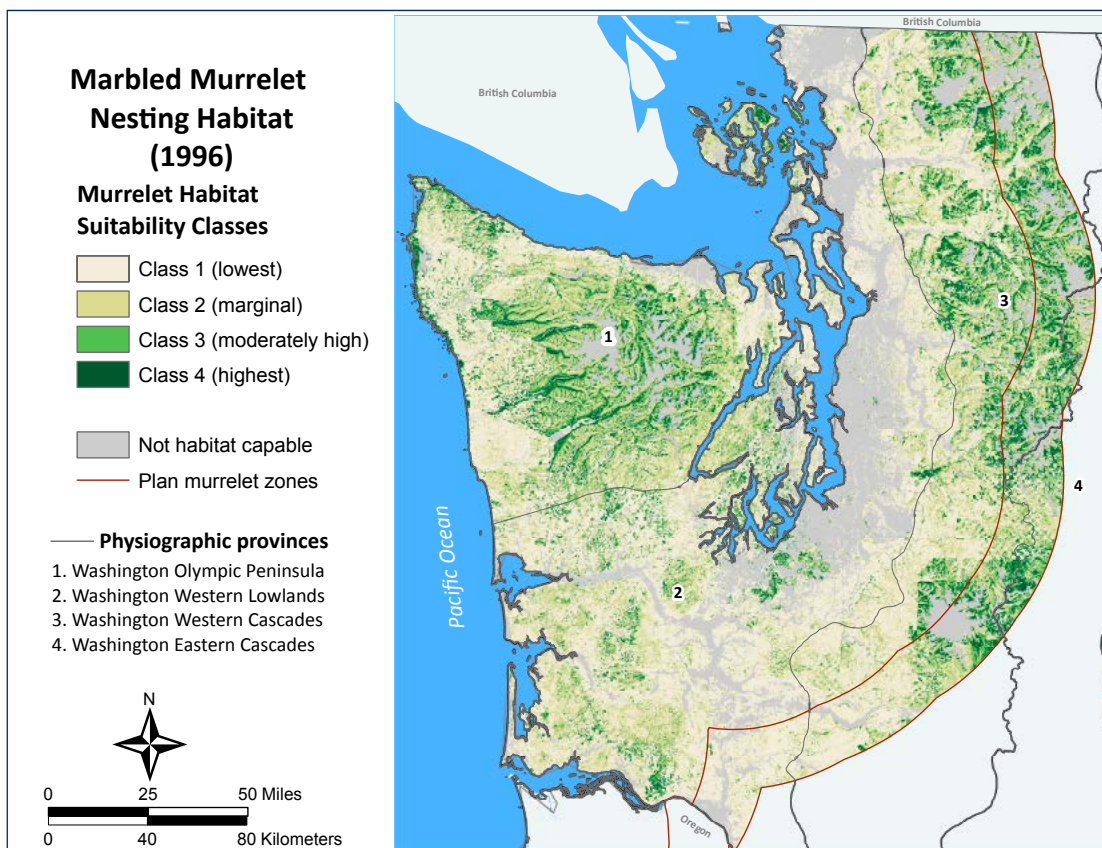 Marbled Murrelet
Nesting Habitat
(1996)
Murrelet Habitat
Suitability Classes
Class 1 (lowest)
Class 2 (marginal)
Class 3 (moderately high)
Class 4 (highest)
Not habitat capable
Plan murrelet zones
Physiographic provinces
1. Washington Olympic Peninsula
2. Washington Western Lowlands
3. Washington Western Cascades
4. Washington Eastern Cascades
N
0 25 50 Miles
0 40 80 Kilometers
British Columbia
British Columbia
3
1
4
2
Pacific Ocean
Oregon